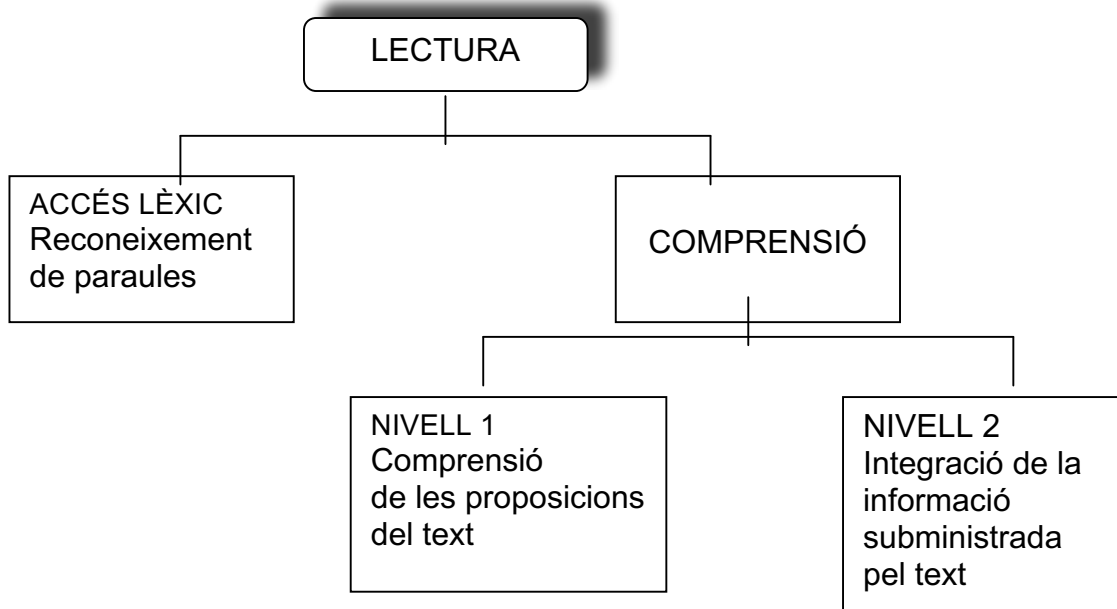 LECTURA
ACCÉS LÈXIC
Reconeixement
de paraules
COMPRENSIÓ
NIVELL 1
Comprensió
de les proposicions
del text
NIVELL 2
Integració de la
informació
subministrada
pel text